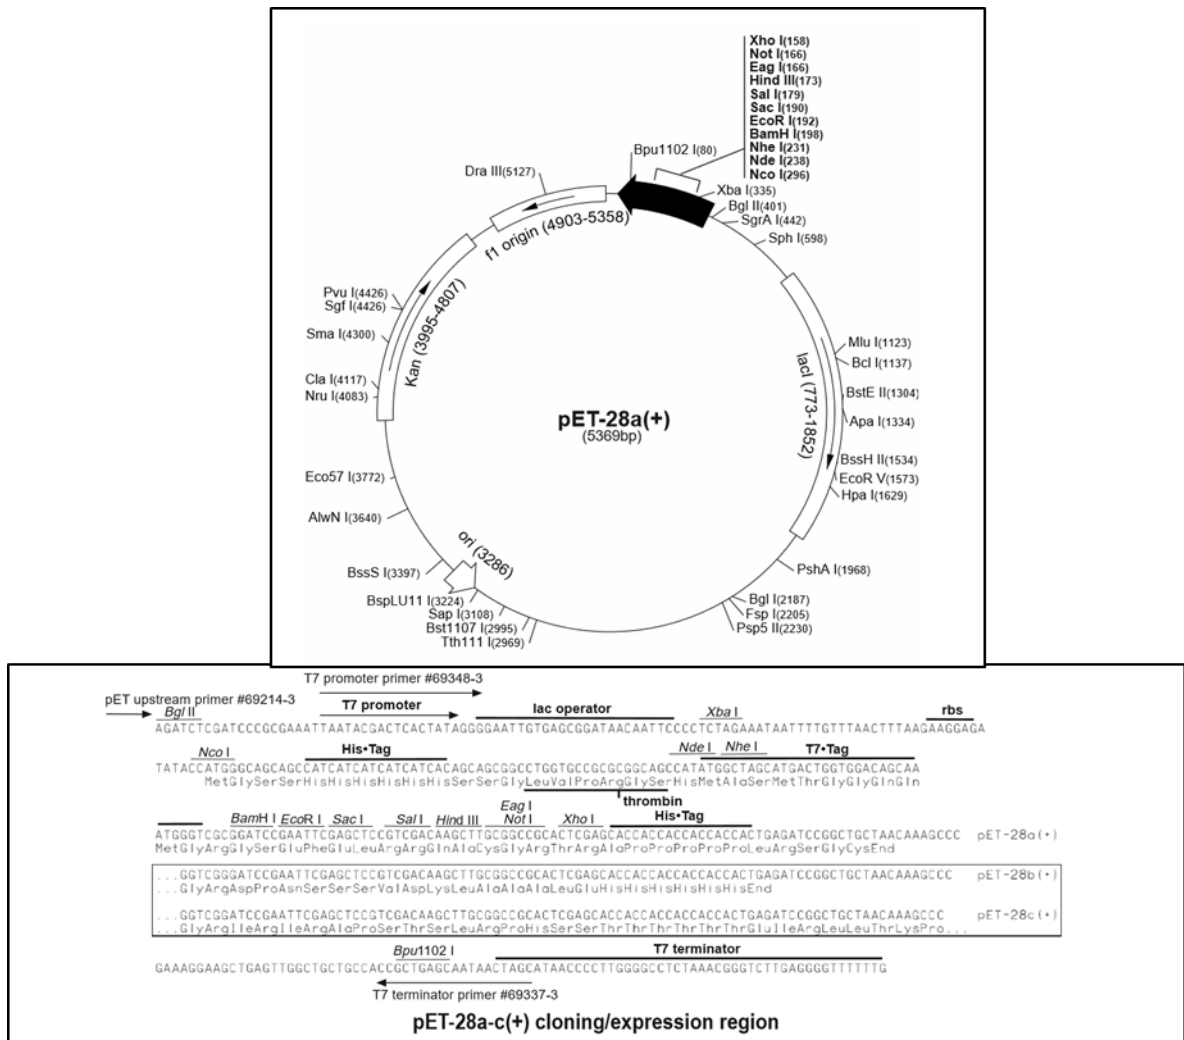 Xho I(158)
Not I(166)
Eag I(166)
Hind III(173)
Sal I(179)
Sac I(190)
EcoR I(192)
BamH I(198)
Nhe I(231)
Nde I(238)
Nco I(296)
Bpu1102 I(80)
Dra III(5127)
Xba I(335)
Bgl II(401)
SgrA I(442)
Sph I(598)
f1 origin (4903-5358)
Pvu I(4426)
Sgf I(4426)
Sma I(4300)
Kan (3995-4807)
Cla I(4117)
Nru I(4083)
lacI (773-1852)
Mlu I(1123)
Bcl I(1137)
BstE II(1304)
Apa I(1334)
BssH II(1534)
EcoR V(1573)
Hpa I(1629)
pET-28a(+)
(5369bp)
Eco57 I(3772)
AlwN I(3640)
ori (3286)
BssS I(3397)
BspLU11 I(3224)
Sap I(3108)
Bst1107 I(2995)
Tth111 I(2969)
PshA I(1968)
Bgl I(2187)
Fsp I(2205)
Psp5 II(2230)
T7 promoter primer #69348-3
pET upstream primer #69214-3
Bgl II T7 promoter lac operator Xba I rbs
AGATCTCGATCCCGCGAAATTAATACGACTCACTATAGGGGAATTGTGAGCGGATAACAATTCCCCTCTAGAAATAATTTTGTTTAACTTTAAGAAGGAGA
Nco I His•Tag Nde I Nhe I T7•Tag
TATACCATGGGCAGCAGCCATCATCATCATCATCACAGCAGCGGCCTGGTGCCGCGCGGCAGCCATATGGCTAGCATGACTGGTGGACAGCAA
MetGlySerSerHisHisHisHisHisHisSerSerGlyLeuValProArgGlySerHisMetAlaSerMetThrGlyGlyGlnGln
thrombin
BamH I EcoR I Sac I Sal I Hind III Eag I Not I Xho I His•Tag
ATGGGTCGCGGATCCGAATTCGAGCTCCGTCGACAAGCTTGCGGCCGCACTCGAGCACCACCACCACCACCACTGAGATCCGGCTGCTAACAAAGCCC pET-28a(+)
MetGlyArgGlySerGluPheGluLeuArgArgGlnAlaCysGlyArgThrArgAlaProProProProProLeuArgSerGlyCysEnd
...GGTCGGGATCCGAATTCGAGCTCCGTCGACAAGCTTGCGGCCGCACTCGAGCACCACCACCACCACCACTGAGATCCGGCTGCTAACAAAGCCC pET-28b(+)
...GlyArgAspProAsnSerSerSerValAspLysLeuAlaAlaAlaLeuGluHisHisHisHisHisHisEnd
...GGTCGGATCCGAATTCGAGCTCCGTCGACAAGCTTGCGGCCGCACTCGAGCACCACCACCACCACCACTGAGATCCGGCTGCTAACAAAGCCC pET-28c(+)
...GlyArgIleArgIleArgAlaProSerThrSerLeuArgProHisSerSerThrThrThrThrThrThrGluIleArgLeuLeuThrLysPro...
Bpu1102 I T7 terminator
GAAAGGAAGCTGAGTTGGCTGCTGCCACCGCTGAGCAATAACTAGCATAACCCCTTGGGGCCTCTAAACGGGTCTTGAGGGGTTTTTTG
T7 terminator primer #69337-3
pET-28a-c(+) cloning/expression region